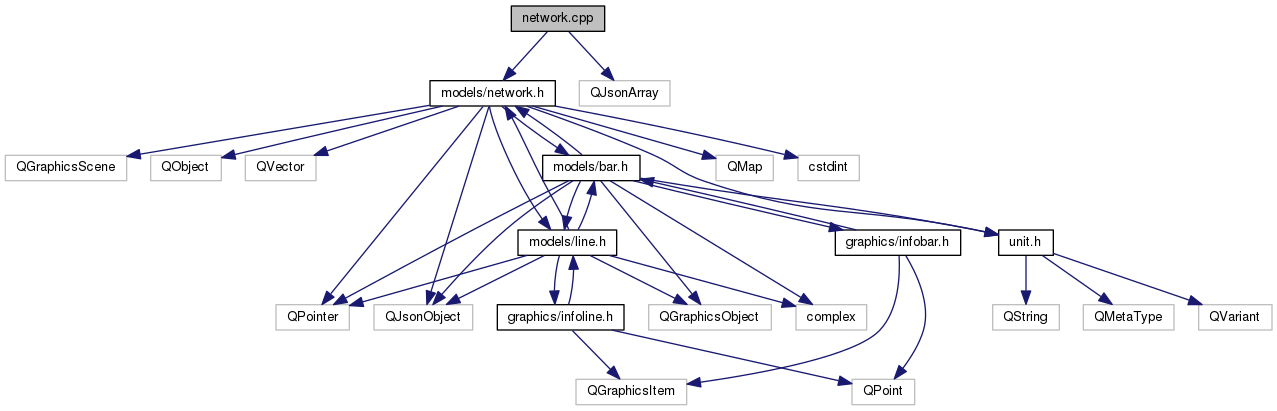 network.cpp
models/network.h
QJsonArray
QGraphicsScene
QObject
QVector
models/bar.h
QMap
cstdint
models/line.h
graphics/infobar.h
unit.h
QPointer
QJsonObject
graphics/infoline.h
QGraphicsObject
complex
QString
QMetaType
QVariant
QGraphicsItem
QPoint